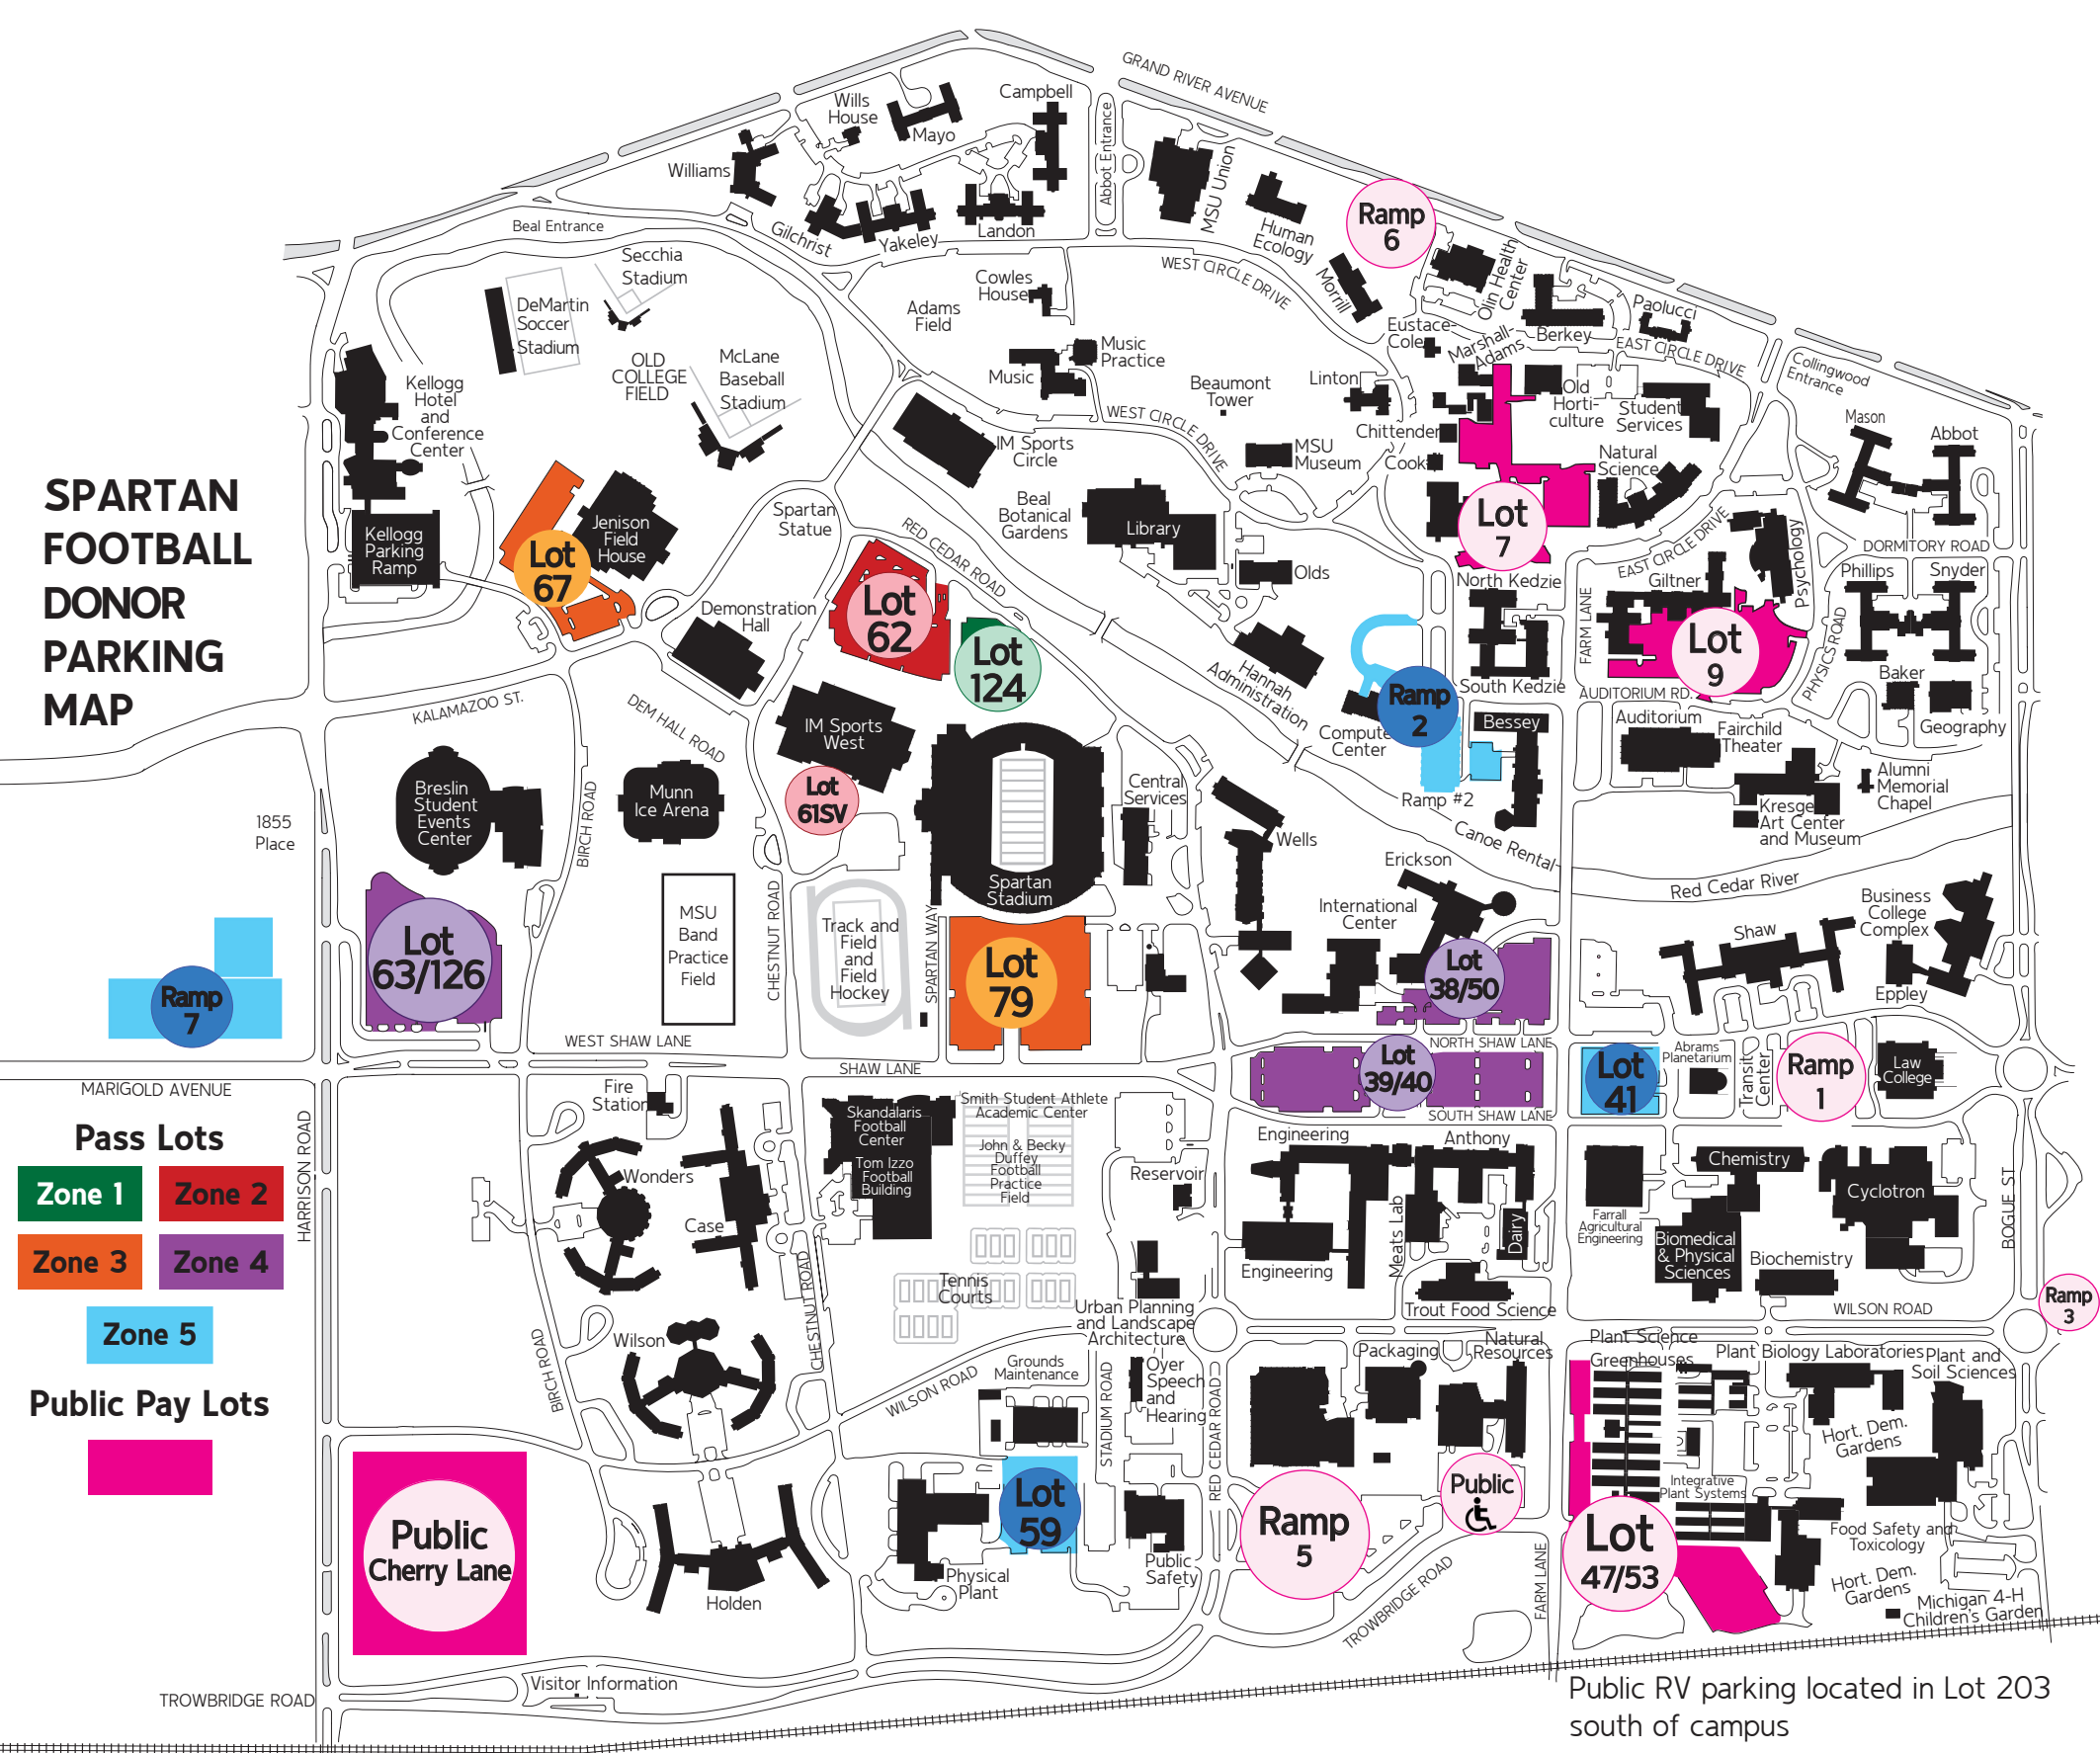 SPARTAN
FOOTBALL
DONOR
PARKING
MAP
GRAND RIVER AVENUE
Campbell
Wills
House
Mayo
Williams
Abbot Entrance
MSU Union
Human
Ecology
Ramp
6
Beal Entrance
Gilchrist
Yakeley
Landon
WEST CIRCLE DRIVE
Morrill
Olin Health
Center
Secchia
Stadium
DeMartin
Soccer
Stadium
Cowles
House
Adams
Field
Eustace-
Cole
Marshall-
Adams
Berkey
Paolucci
EAST CIRCLE DRIVE
Collingwood
Entrance
OLD
COLLEGE
FIELD
McLane
Baseball
Stadium
Music
Practice
Music
Beaumont
Tower
Linton
Old
Horti-
culture
Student
Services
Mason
Abbot
Kellogg
Hotel
and
Conference
Center
WEST CIRCLE DRIVE
IM Sports
Circle
MSU
Museum
Chittenden
Cook
Natural
Science
Kellogg
Parking
Ramp
Jenison
Field
House
Lot
67
Spartan
Statue
RED CEDAR ROAD
Beal
Botanical
Gardens
Library
Lot
7
EAST CIRCLE DRIVE
Psychology
DORMITORY ROAD
Olds
North Kedzie
Giltner
Phillips
Snyder
Demonstration
Hall
Lot
62
Lot
124
Hannah
Administration
FARM LANE
Lot
9
PHYSICS ROAD
Baker
Geography
South Kedzie
AUDITORIUM RD.
KALAMAZOO ST.
DEM HALL ROAD
IM Sports
West
Ramp
2
Computer
Center
Bessey
Auditorium
Fairchild
Theater
Breslin
Student
Events
Center
BIRCH ROAD
Munn
Ice Arena
Lot
61SV
Central
Services
Ramp #2
Alumni
Memorial
Chapel
Kresge
Art Center
and Museum
1855
Place
Spartan
Stadium
Wells
Canoe Rental
Erickson
Red Cedar River
International
Center
Business
College
Complex
Shaw
Eppley
Lot
63/126
MSU
Band
Practice
Field
CHESTNUT ROAD
Track and
Field
and
Field
Hockey
SPARTAN WAY
Lot
79
Lot
38/50
Ramp
7
WEST SHAW LANE
SHAW LANE
NORTH SHAW LANE
Lot
39/40
SOUTH SHAW LANE
Lot
41
Abrams
Planetarium
Transit
Center
Ramp
1
Law
College
MARIGOLD AVENUE
Fire
Station
HARRISON ROAD
Skandalaris
Football
Center
Tom Izzo
Football
Building
Smith Student Athlete
Academic Center
John & Becky
Duffey
Football
Practice
Field
Pass Lots
Zone 1
Zone 2
Zone 3
Zone 4
Zone 5
Public Pay Lots
Wonders
Case
Reservoir
Engineering
Anthony
Meats Lab
Dairy
Engineering
Farrall
Agricultural
Engineering
Chemistry
Cyclotron
Biomedical
& Physical
Sciences
Biochemistry
BOGUE ST
Ramp
3
Tennis
Courts
Urban Planning
and Landscape
Architecture
Trout Food Science
WILSON ROAD
Wilson
BIRCH ROAD
CHESTNUT ROAD
WILSON ROAD
Grounds
Maintenance
STADIUM ROAD
Oyer
Speech
and
Hearing
RED CEDAR ROAD
Packaging
Natural
Resources
Plant Science
Greenhouses
Plant Biology Laboratories
Plant and
Soil Sciences
Hort. Dem.
Gardens
Integrative
Plant Systems
Public
Cherry Lane
Holden
Physical
Plant
Lot
59
Public
Safety
Ramp
5
Public
TROWBRIDGE ROAD
FARM LANE
Lot
47/53
Food Safety and
Toxicology
Hort. Dem.
Gardens
Michigan 4-H
Children's Garden
Visitor Information
TROWBRIDGE ROAD
Public RV parking located in Lot 203
south of campus